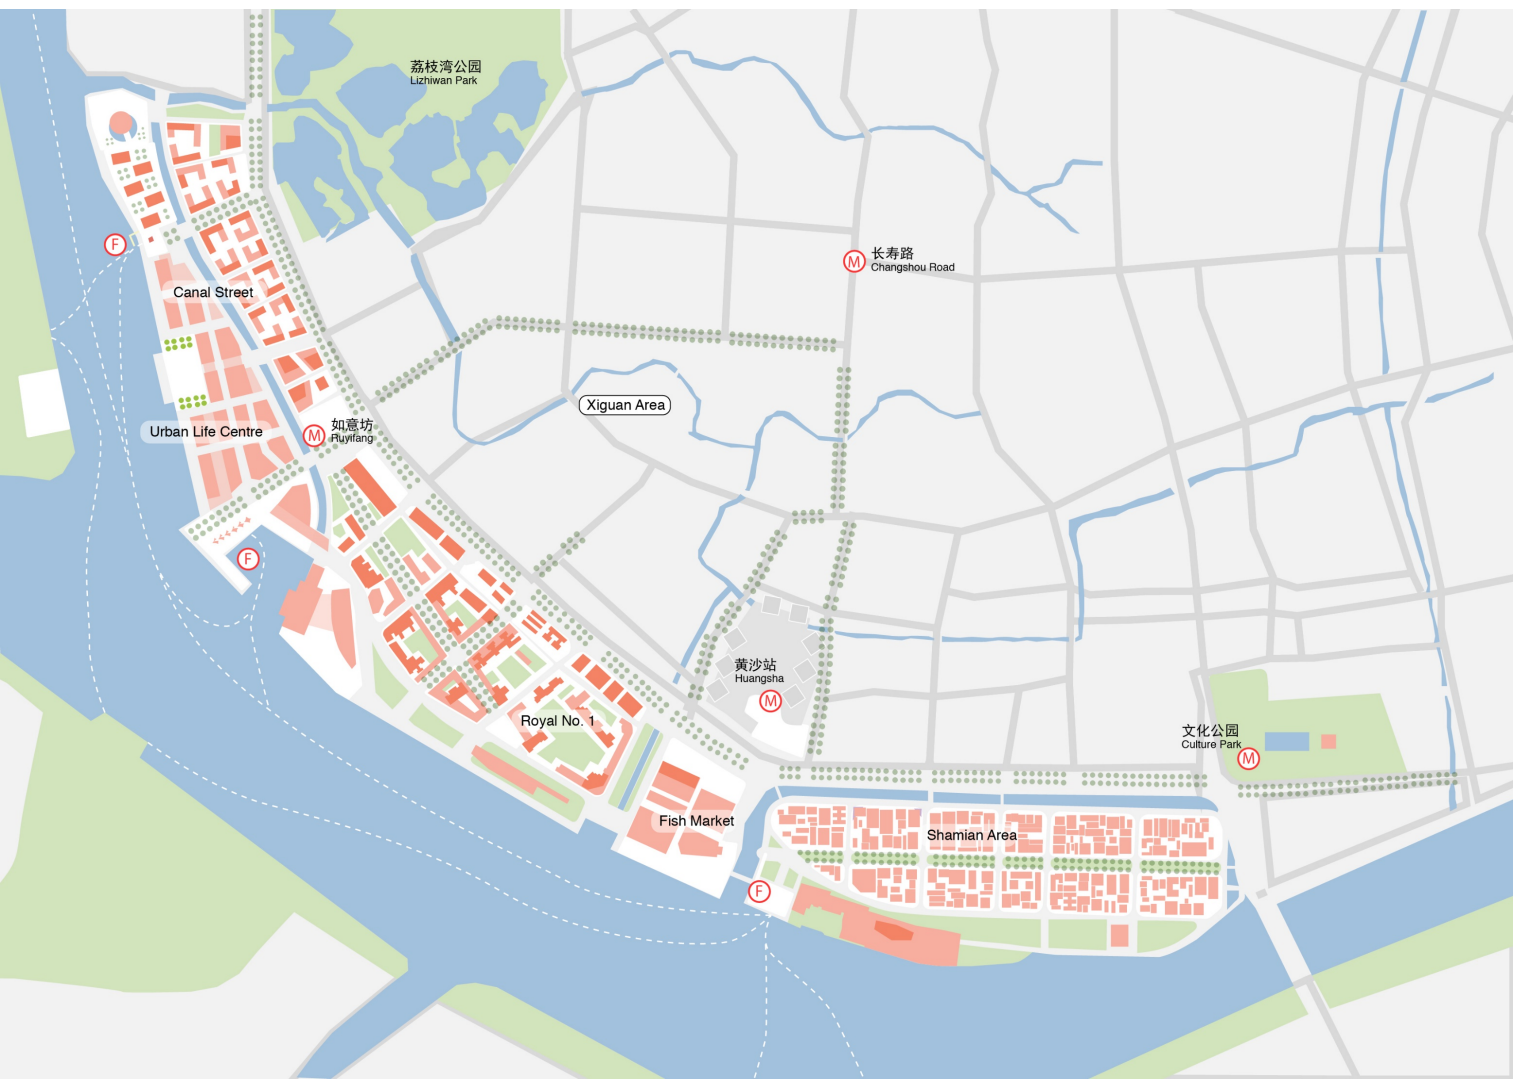 荔枝湾公园
Lizhiwan Park
F
长寿路
M
Changshou Road
Canal Street
Xiguan Area
Urban Life Centre
M
如意坊
Ruyifang
F
黄沙站
Huangsha
M
Royal No. 1
文化公园
Culture Park
M
Fish Market
Shamian Area
F